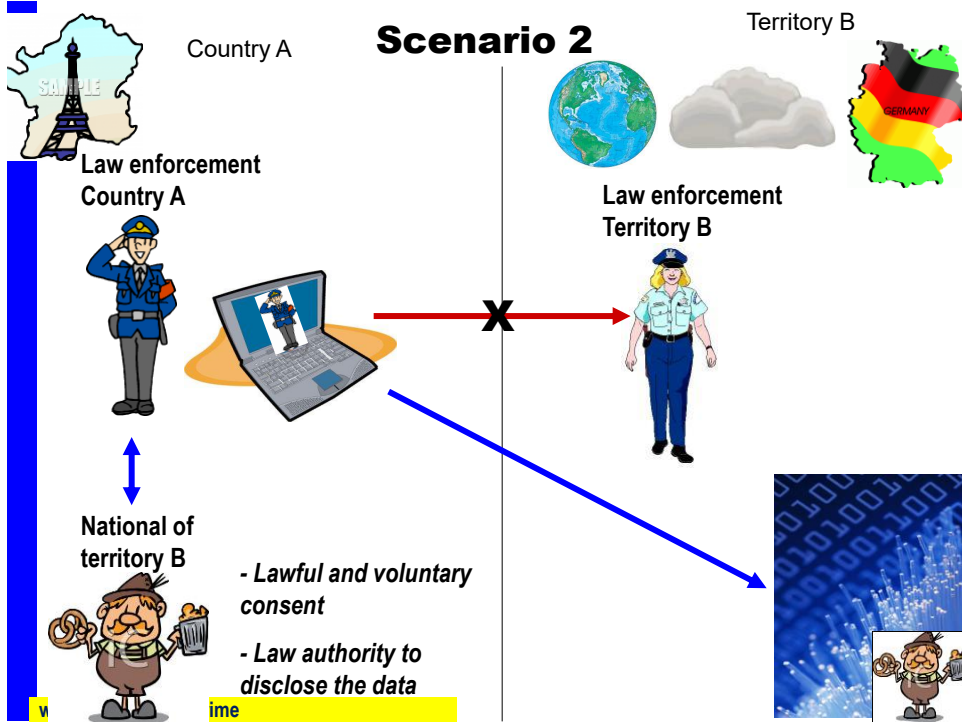 Country A
Scenario 2
Territory B
SAMPLE
GERMANY
Law enforcement
Country A
Law enforcement
Territory B
X
National of
territory B
- Lawful and voluntary
consent
- Law authority to
disclose the data
w
ime